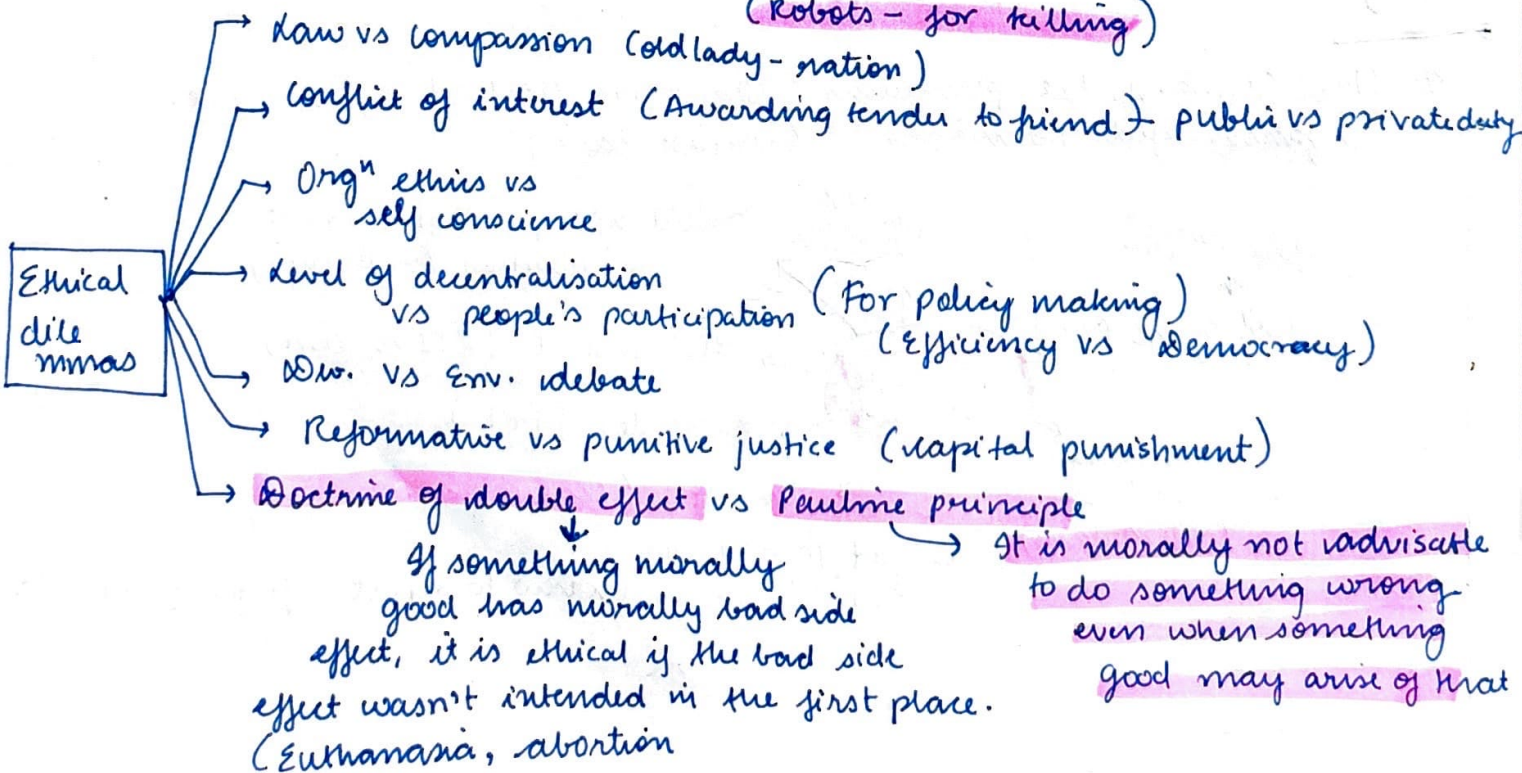 (Robots - for killing)
Law vs compassion (old lady - ration)
Conflict of interest (Awarding tender to friend) - public vs private duty
Orgⁿ ethics vs
self conscience
Level of decentralisation
vs people's participation (For policy making)
(Efficiency vs Democracy)
Ethical
dile
mmas
Dev. vs Env. debate
Reformative vs punitive justice (capital punishment)
Doctrine of double effect vs Pauline principle
If something morally
good has morally bad side
effect, it is ethical if the bad side
effect wasn't intended in the first place.
(Euthanasia, abortion
It is morally not advisable
to do something wrong
even when something
good may arise of that